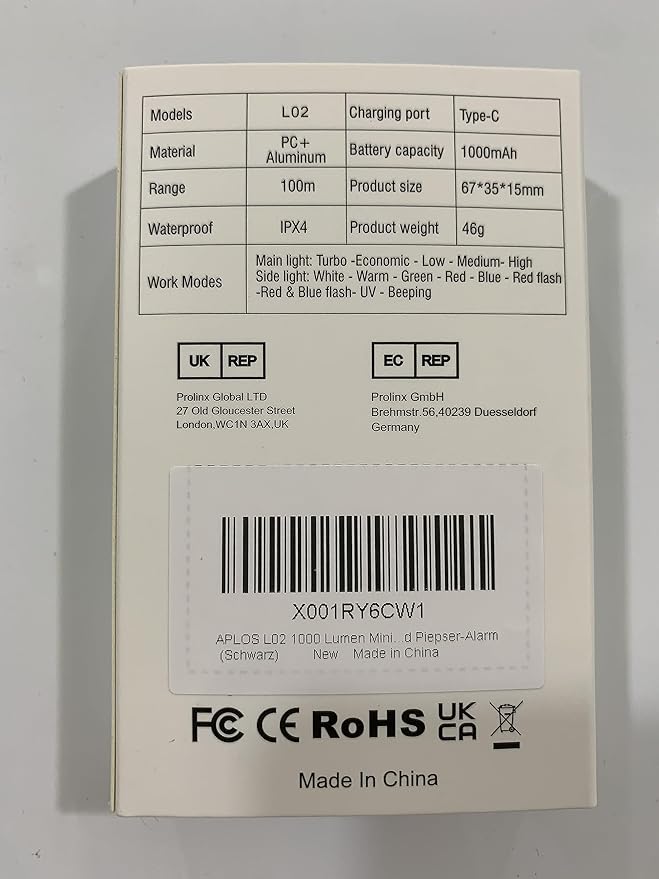 Models L02 Charging port Type-C
Material PC+ Aluminum Battery capacity 1000mAh
Range 100m Product size 67*35*15mm
Waterproof IPX4 Product weight 46g
Work Modes
Main light: Turbo -Economic - Low - Medium- High
Side light: White - Warm - Green - Red - Blue - Red flash
-Red & Blue flash- UV - Beeping
UK REP
Prolinx Global LTD
27 Old Gloucester Street
London,WC1N 3AX,UK
EC REP
Prolinx GmbH
Brehmstr.56,40239 Duesseldorf
Germany
X001RY6CW1
APLOS L02 1000 Lumen Mini...d Piepser-Alarm
(Schwarz) New Made in China
FC CE RoHS UK
CA
Made In China